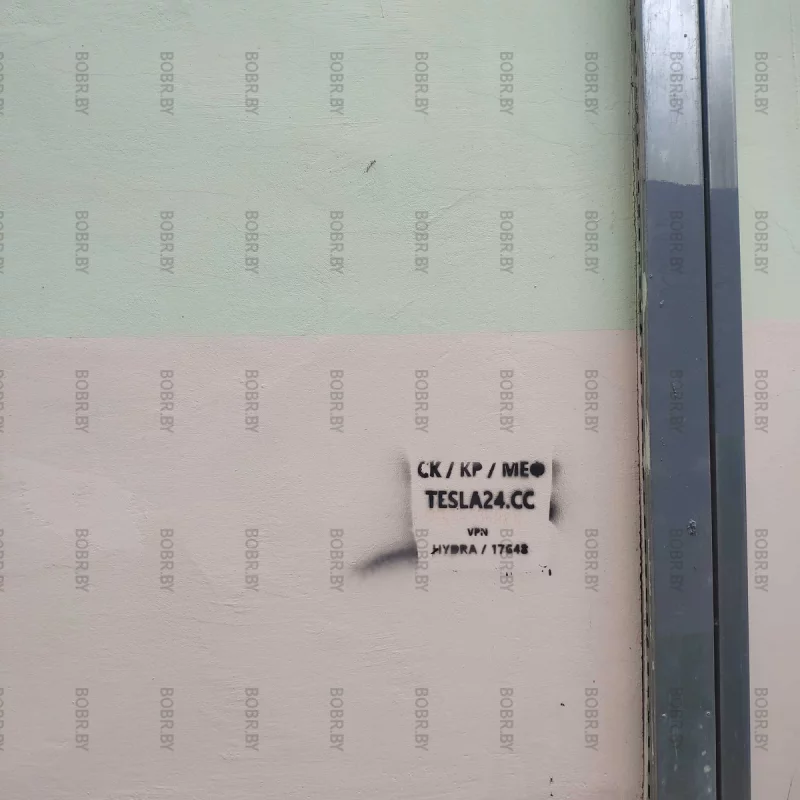 СК / КР / МЕФ
TESLA24.CC
VPN
HYDRA / 17648
BOBR.BY